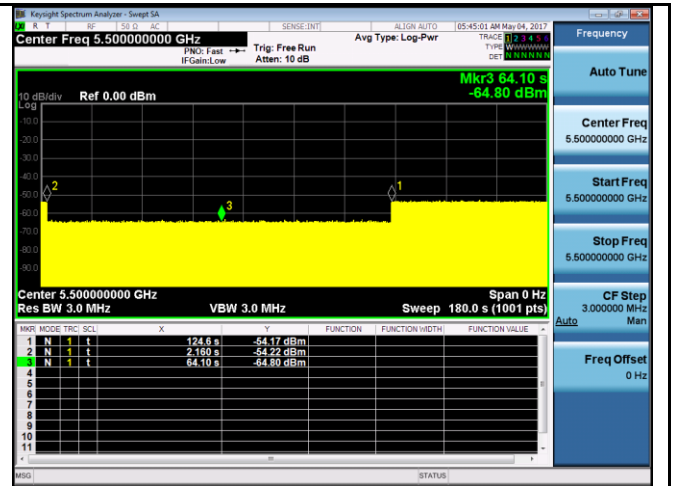 Keysight Spectrum Analyzer - Swept SA
R T RF 50 Ω AC SENSE:INT ALIGN AUTO 05:45:01 AM May 04, 2017
Center Freq 5.500000000 GHz Avg Type: Log-Pwr TRACE 1 2 3 4 5 6
PNO: Fast Trig: Free Run TYPE WWWWWW
IFGain:Low Atten: 10 dB DET N N N N N N
Mkr3 64.10 s
10 dB/div Ref 0.00 dBm -64.80 dBm
Log
-10.0
-20.0
-30.0
-40.0
-50.0
-60.0
-70.0
-80.0
-90.0
2
1
3
Center 5.500000000 GHz Span 0 Hz
Res BW 3.0 MHz VBW 3.0 MHz Sweep 180.0 s (1001 pts)
MKR MODE TRC SCL X Y FUNCTION FUNCTION WIDTH FUNCTION VALUE
1 N 1 t 124.6 s -54.17 dBm
2 N 1 t 2.160 s -54.22 dBm
3 N 1 t 64.10 s -64.80 dBm
4
5
6
7
8
9
10
11
MSG STATUS
Frequency
Auto Tune
Center Freq
5.500000000 GHz
Start Freq
5.500000000 GHz
Stop Freq
5.500000000 GHz
CF Step
3.000000 MHz
Auto Man
Freq Offset
0 Hz